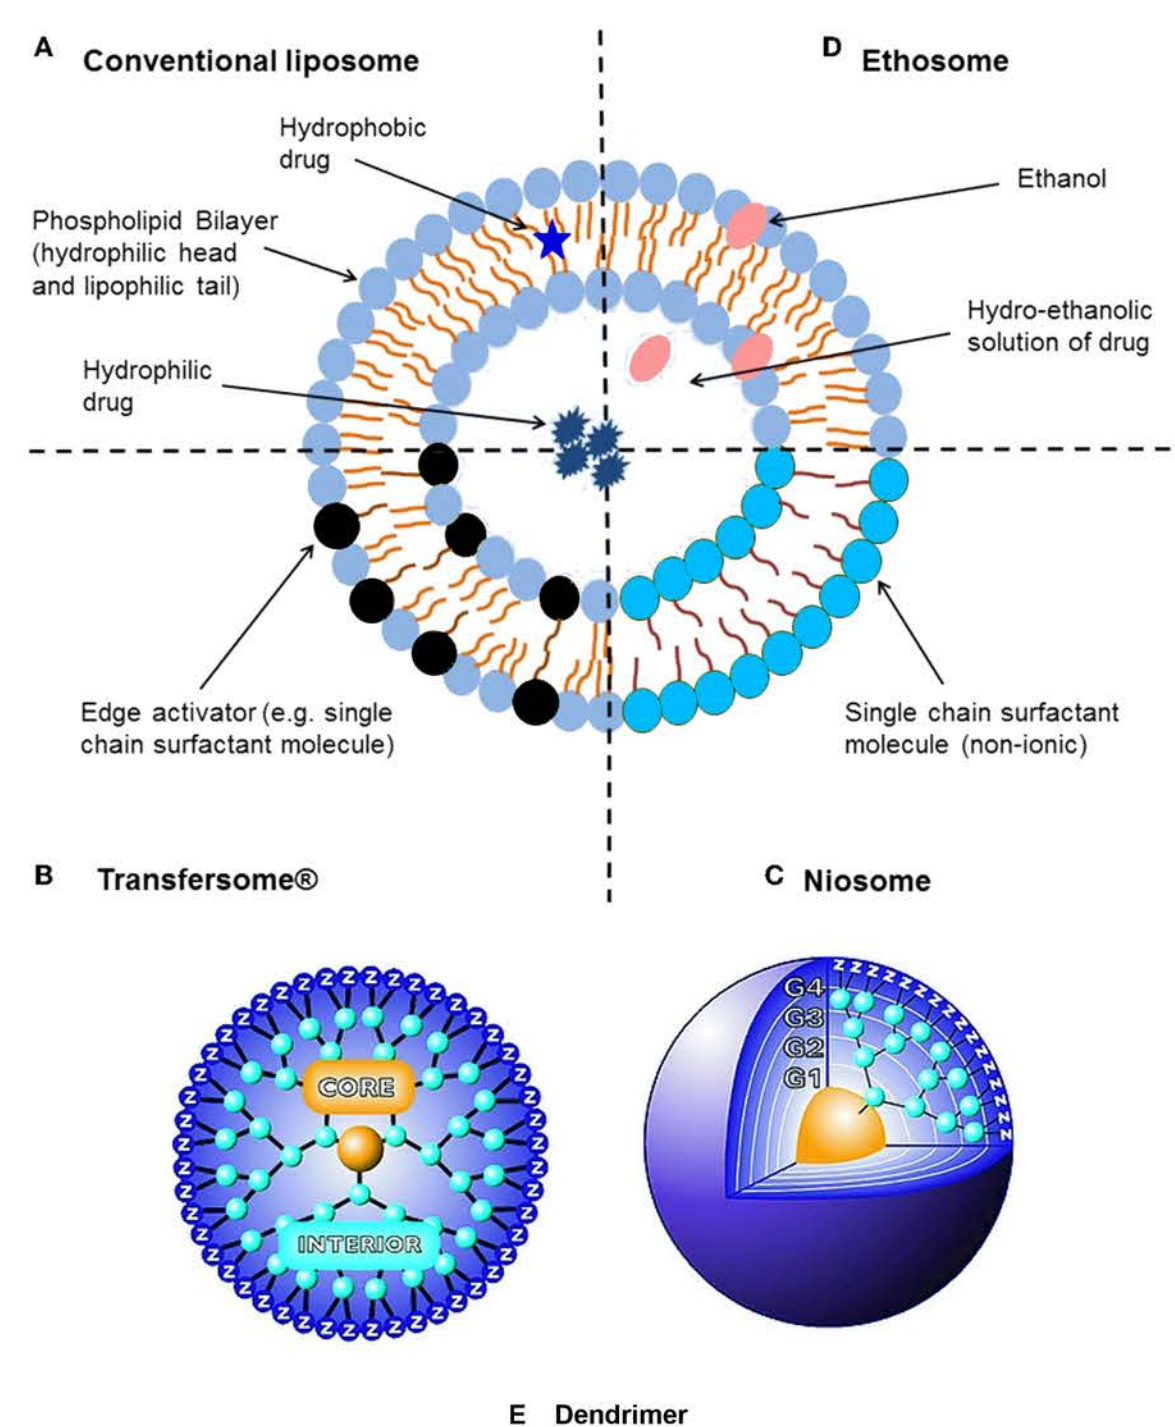 A Conventional liposome
D Ethosome
Hydrophobic
drug
Ethanol
Phospholipid Bilayer
(hydrophilic head
and lipophilic tail)
Hydro-ethanolic
solution of drug
Hydrophilic
drug
Edge activator (e.g. single
chain surfactant molecule)
Single chain surfactant
molecule (non-ionic)
B Transfersome®
C Niosome
CORE
INTERIOR
G4
G3
G2
G1
Z Z Z Z Z Z Z Z Z Z Z Z Z Z Z Z
E Dendrimer